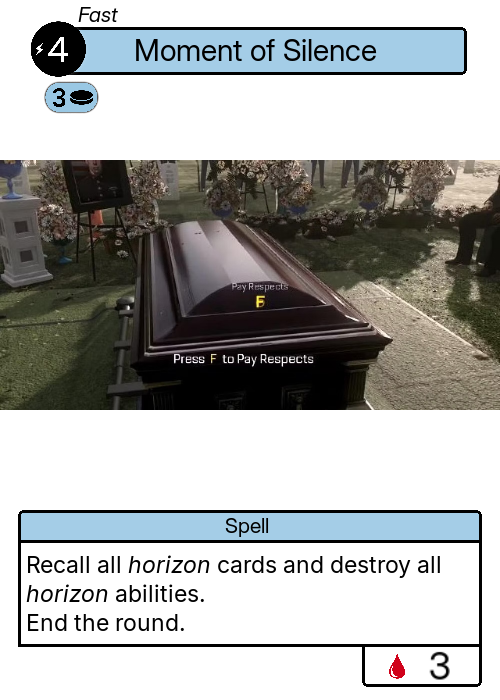 Fast
4
Moment of Silence
3
Pay Respects
F
Press F to Pay Respects
Spell
Recall all horizon cards and destroy all
horizon abilities.
End the round.
3